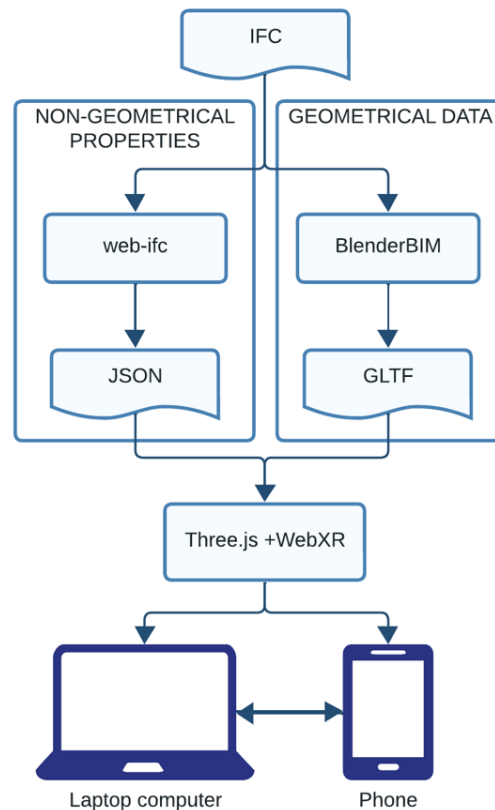 IFC
NON-GEOMETRICAL
PROPERTIES
GEOMETRICAL DATA
web-ifc
BlenderBIM
JSON
GLTF
Three.js +WebXR
Laptop computer
Phone